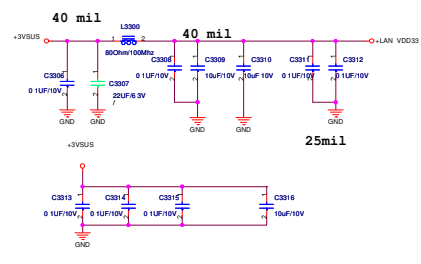 40 mil
L3300
40 mil
+3VSUS
1
2
+LAN VDD33
80Ohm/100Mhz
C3306
0 1UF/10V
C3307
22UF/6 3V
/
C3308
0 1UF/10V
C3309
10uF/10V
C3310
10uF 10V
C3311
0 1UF/10V
C3312
0 1UF/10V
GND
GND
GND
GND
GND
25mil
+3VSUS
C3313
0 1UF/10V
C3314
0 1UF/10V
C3315
0 1UF/10V
C3316
10uF/10V
GND